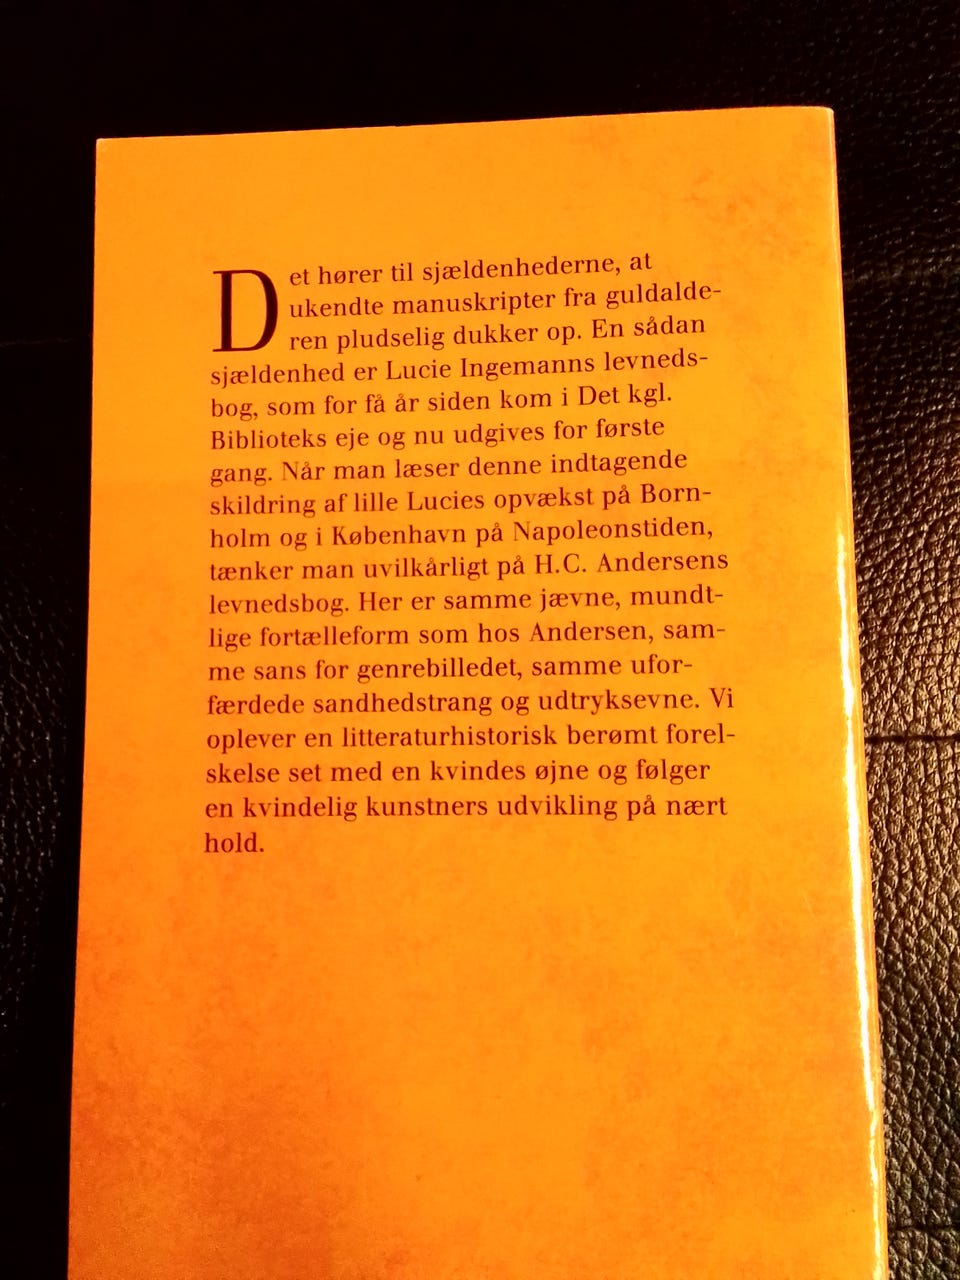 Det hører til sjældenhederne, at
ukendte manuskripter fra guldalde-
ren pludselig dukker op. En sådan
sjældenhed er Lucie Ingemanns levneds-
bog, som for få år siden kom i Det kgl.
Biblioteks eje og nu udgives for første
gang. Når man læser denne indtagende
skildring af lille Lucies opvækst på Born-
holm og i København på Napoleonstiden,
tænker man uvilkårligt på H.C. Andersens
levnedsbog. Her er samme jævne, mundt-
lige fortælleform som hos Andersen, sam-
me sans for genrebilledet, samme ufor-
færdede sandhedstrang og udtryksevne. Vi
oplever en litteraturhistorisk berømt forel-
skelse set med en kvindes øjne og følger
en kvindelig kunstners udvikling på nært
hold.